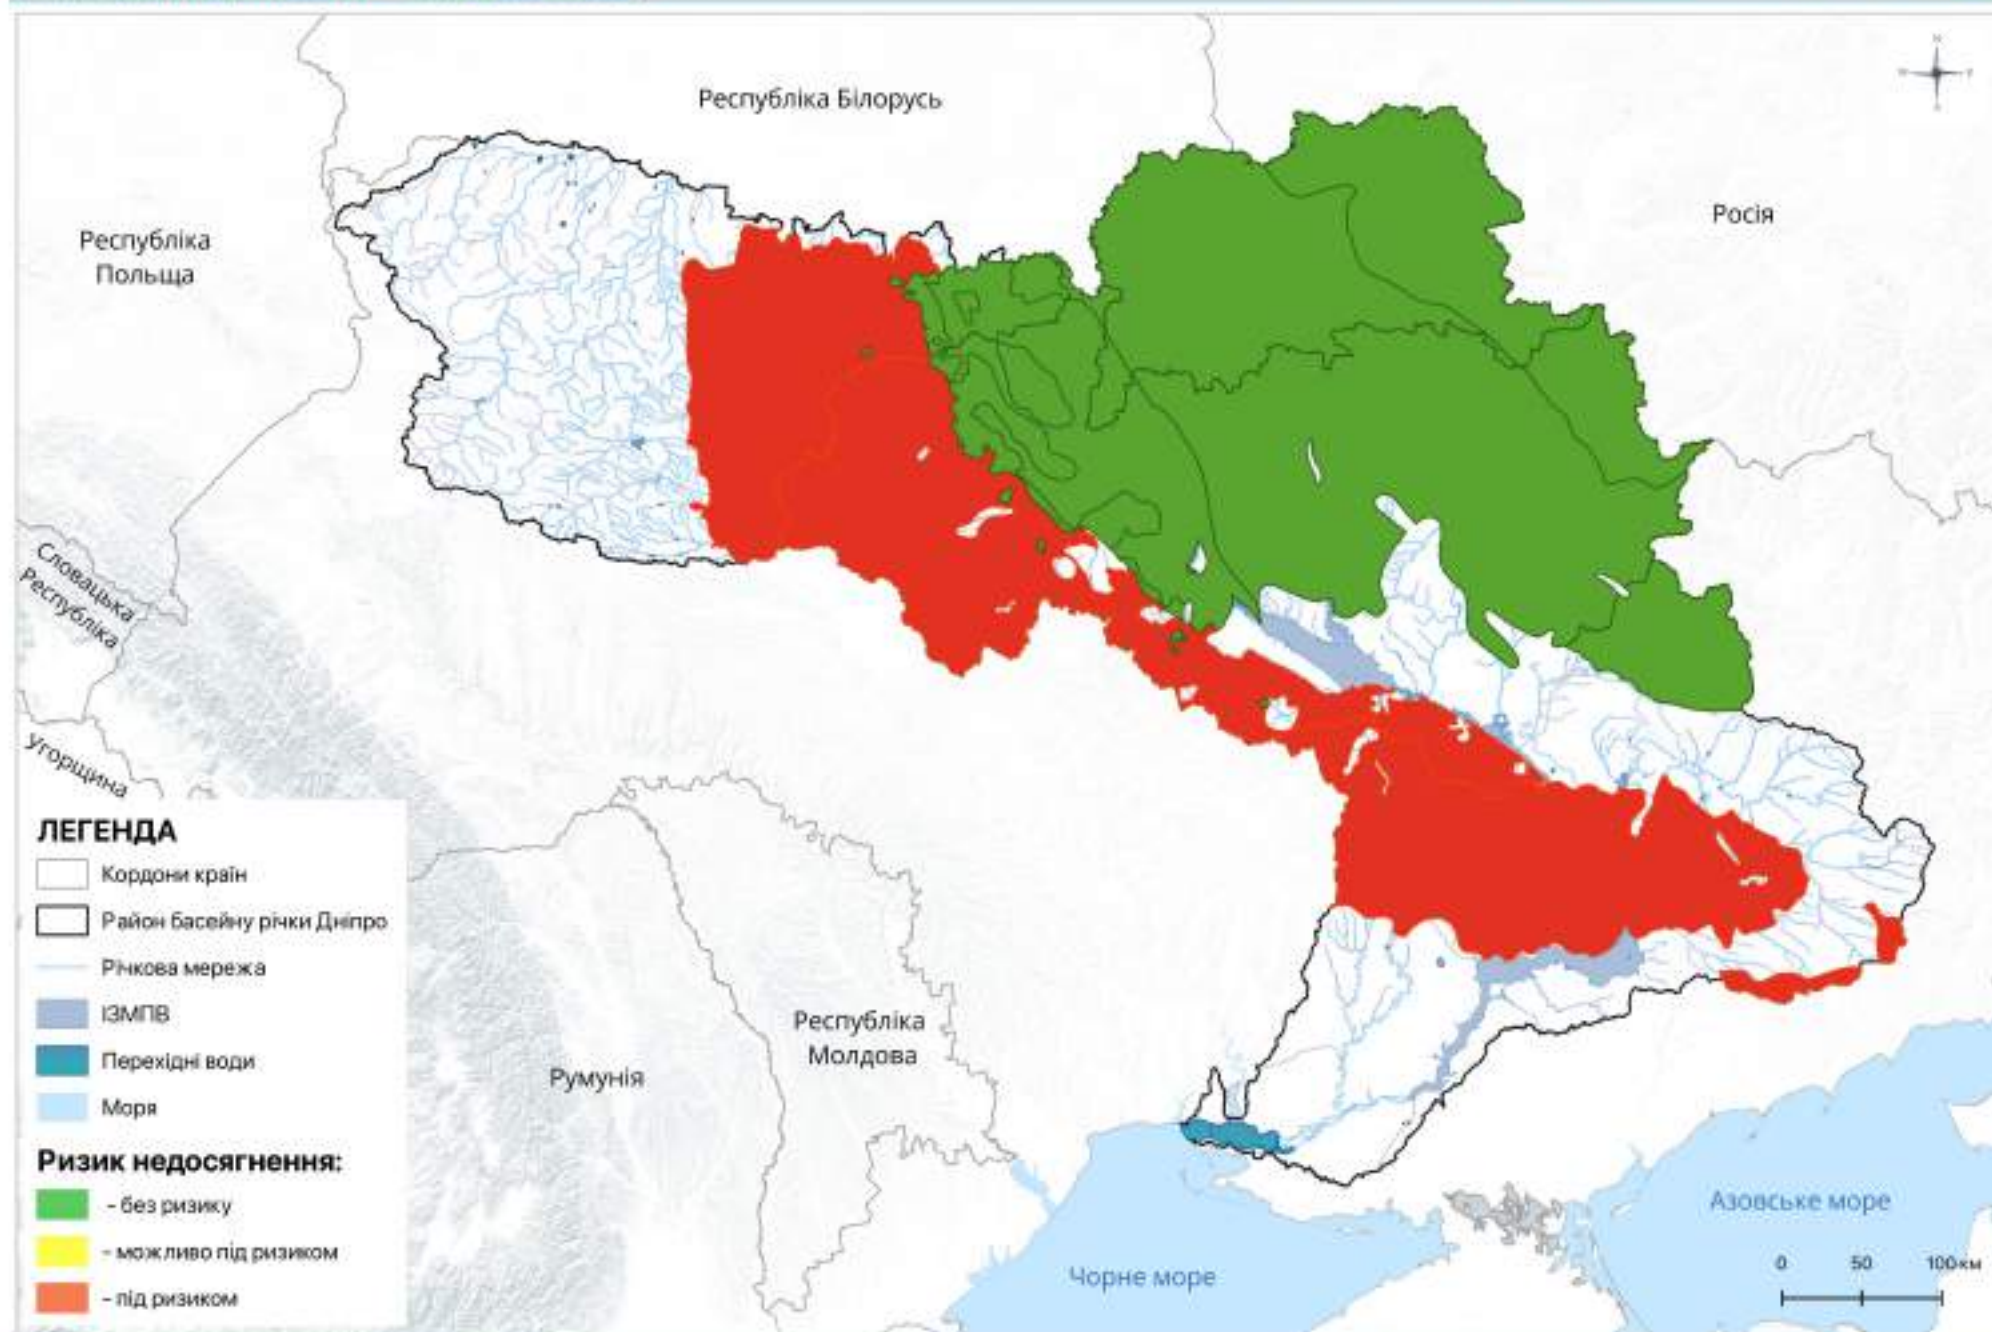 Республіка Білорусь
N
Росія
Республіка
Польща
Словацька
Республіка
Угорщина
ЛЕГЕНДА
Кордони країн
Район басейну річки Дніпро
Річкова мережа
ІЗМПВ
Перехідні води
Моря
Ризик недосягнення:
- без ризику
- можливо під ризиком
- під ризиком
Румунія
Республіка
Молдова
Чорне море
Азовське море
0 50 100 км